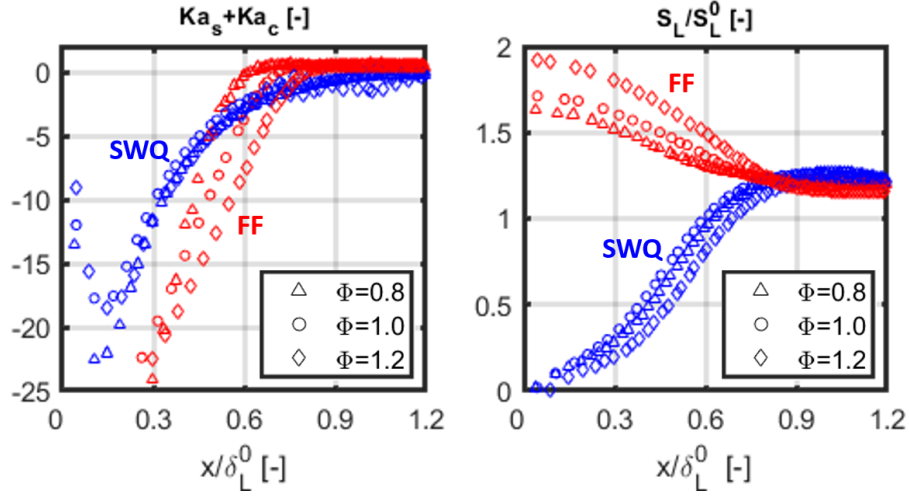 Ka_s+Ka_c [-]
0
-5
-10
-15
-20
-25
SWQ
FF
Φ=0.8
Φ=1.0
Φ=1.2
0 0.3 0.6 0.9 1.2
x/δ_L^0 [-]
S_L/S_L^0 [-]
2
1.5
1
0.5
0
FF
SWQ
Φ=0.8
Φ=1.0
Φ=1.2
0 0.3 0.6 0.9 1.2
x/δ_L^0 [-]